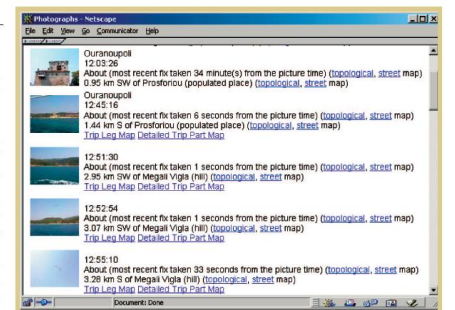 Photographs - Netscape
File Edit View Go Communicator Help
Ouranoupoli
12:03:26
About (most recent fix taken 34 minute(s) from the picture time) (topological, street map)
0.95 km SW of Prosforiou (populated place) (topological, street map)
Ouranoupoli
12:45:16
About (most recent fix taken 6 seconds from the picture time) (topological, street map)
1.44 km S of Prosforiou (populated place) (topological, street map)
Trip Leg Map Detailed Trip Part Map
12:51:30
About (most recent fix taken 1 seconds from the picture time) (topological, street map)
2.95 km SW of Megali Vigla (hill) (topological, street map)
Trip Leg Map Detailed Trip Part Map
12:52:54
About (most recent fix taken 1 seconds from the picture time) (topological, street map)
3.07 km SW of Megali Vigla (hill) (topological, street map)
Trip Leg Map Detailed Trip Part Map
12:55:10
About (most recent fix taken 33 seconds from the picture time) (topological, street map)
3.28 km S of Megali Vigla (hill) (topological, street map)
Trip Leg Map Detailed Trip Part Map
Document: Done